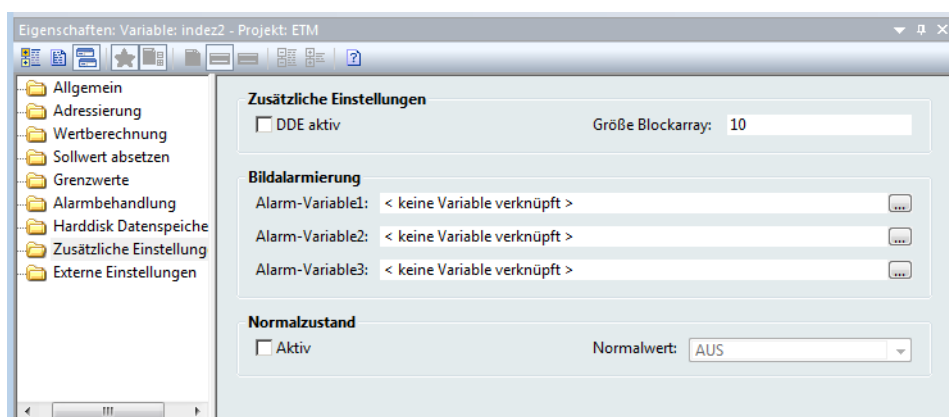 Eigenschaften: Variable: indez2 - Projekt: ETM
Allgemein
Adressierung
Wertberechnung
Sollwert absetzen
Grenzwerte
Alarmbehandlung
Harddisk Datenspeiche
Zusätzliche Einstellung
Externe Einstellungen
Zusätzliche Einstellungen
DDE aktiv Größe Blockarray: 10
Bildalarmierung
Alarm-Variable1: < keine Variable verknüpft > ...
Alarm-Variable2: < keine Variable verknüpft > ...
Alarm-Variable3: < keine Variable verknüpft > ...
Normalzustand
Aktiv Normalwert: AUS